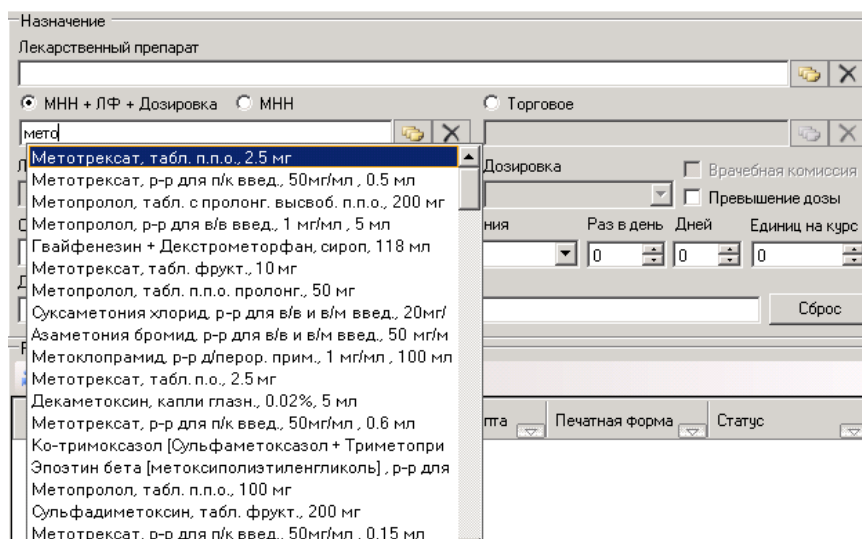 Назначение
Лекарственный препарат
МНН + ЛФ + Дозировка МНН Торговое
мето
Метотрексат, табл. п.п.о., 2.5 мг
Дозировка Врачебная комиссия
Метотрексат, р-р для п/к введ., 50мг/мл , 0.5 мл
Превышение дозы
Метопролол, табл. с пролонг. высвоб. п.п.о., 200 мг
Метопролол, р-р для в/в введ., 1 мг/мл , 5 мл
ния Раз в день Дней Единиц на курс
Гвайфенезин + Декстрометорфан, сироп, 118 мл
0 0 0
Метотрексат, табл. фрукт., 10 мг
Метопролол, табл. п.п.о. пролонг., 50 мг
Суксаметония хлорид, р-р для в/в и в/м введ., 20мг/
Сброс
Азаметония бромид, р-р для в/в и в/м введ., 50 мг/м
Метоклопрамид, р-р д/перор. прим., 1 мг/мл , 100 мл
Метотрексат, табл. п.о., 2.5 мг
Декаметоксин, капли глазн., 0.02%, 5 мл
Метотрексат, р-р для п/к введ., 50мг/мл , 0.6 мл
пта Печатная форма Статус
Ко-тримоксазол [Сульфаметоксазол + Триметопри
Эпоэтин бета [метоксиполиэтиленгликоль] , р-р для
Метопролол, табл. п.п.о., 100 мг
Сульфадиметоксин, табл. фрукт., 200 мг
Метотрексат, р-р для п/к введ., 50мг/мл , 0.15 мл